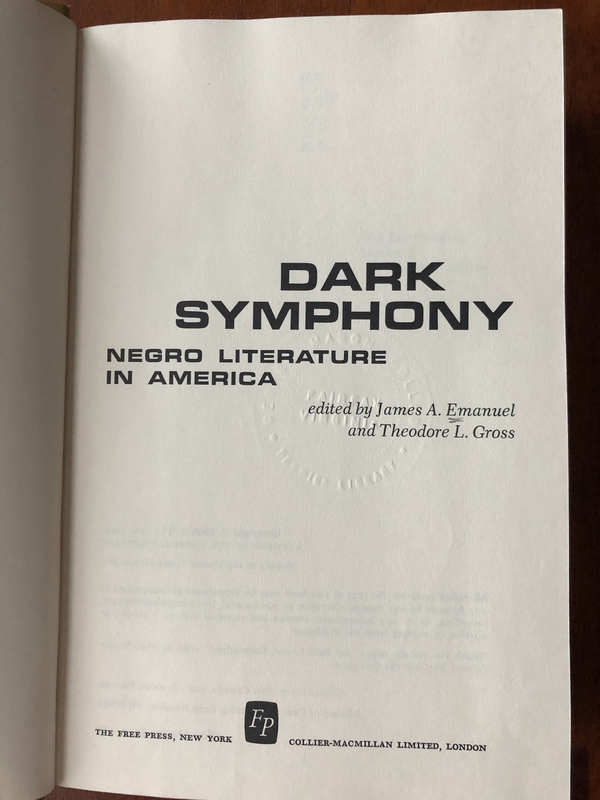 DARK
SYMPHONY
NEGRO LITERATURE
IN AMERICA
edited by James A. Emanuel
and Theodore L. Gross
FAIRFAX
THE FREE PRESS, NEW YORK
FP
COLLIER-MACMILLAN LIMITED, LONDON